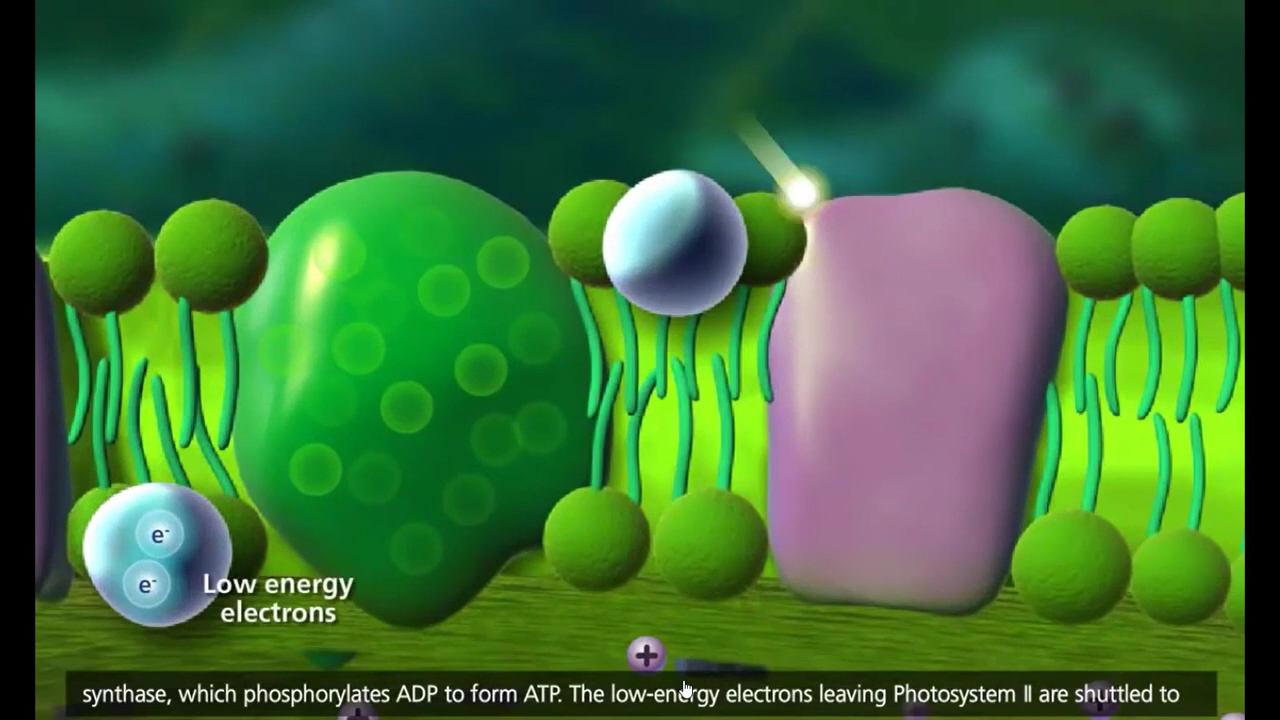 e-
e-
Low energy
electrons
+
+
synthase, which phosphorylates ADP to form ATP. The low-energy electrons leaving Photosystem II are shuttled to